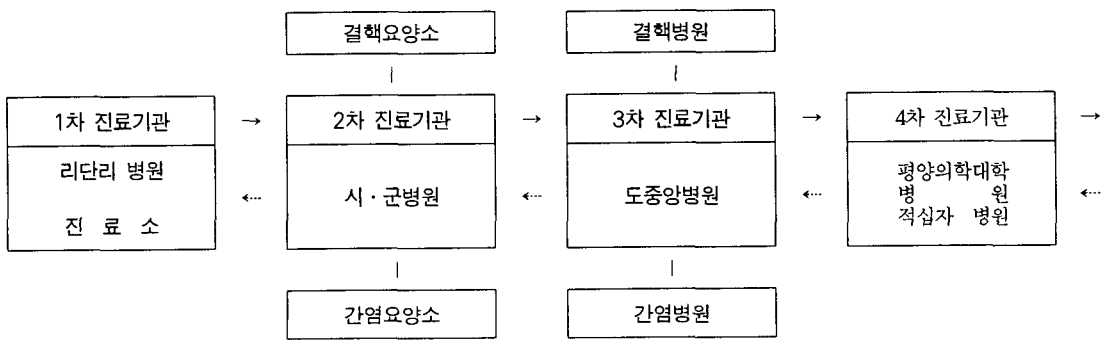 결핵요양소
결핵병원
1차 진료기관 → 2차 진료기관 → 3차 진료기관 → 4차 진료기관 →
리단리 병원
진 료 소
시·군병원
도중앙병원
평양의학대학
병 원
적십자 병원
간염요양소
간염병원